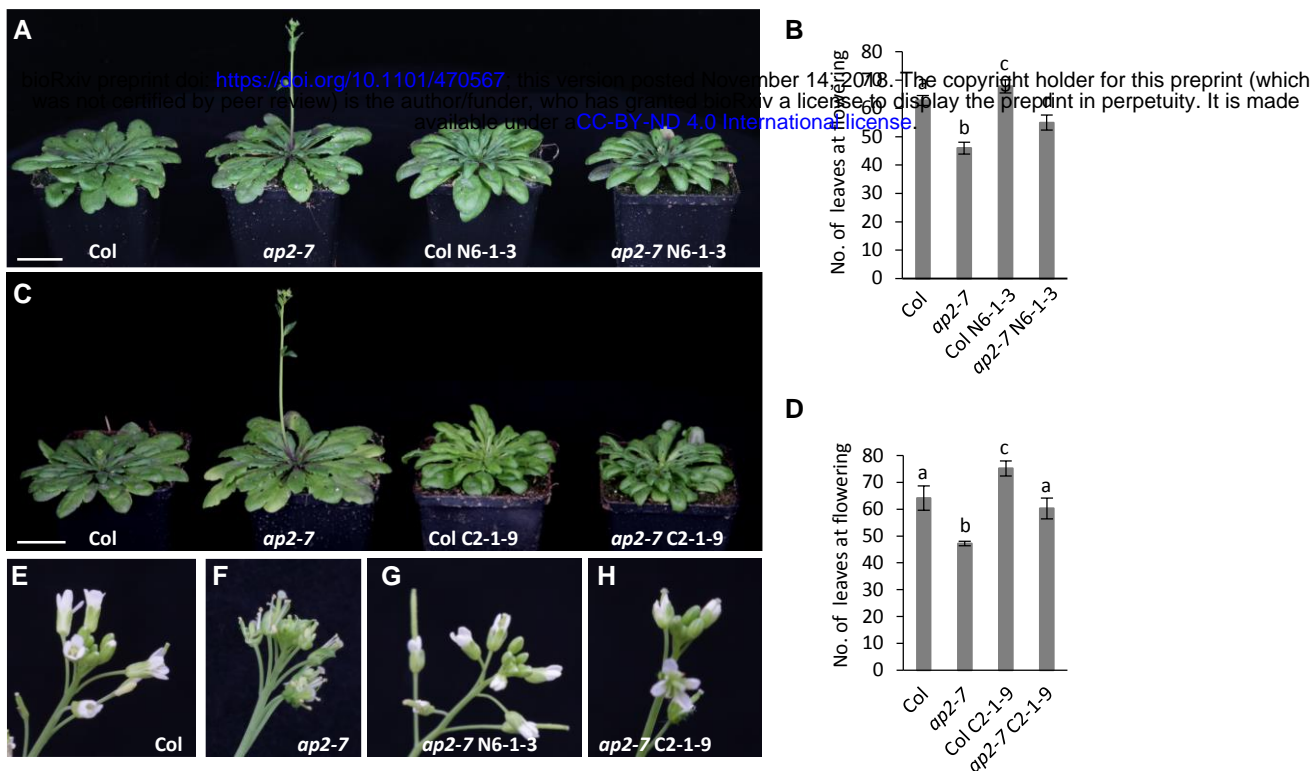 A
Col
ap2-7
Col N6-1-3
ap2-7 N6-1-3
B
No. of leaves at flowering
80
70
60
50
40
30
20
10
0
a
b
c
d
Col
ap2-7
Col N6-1-3
ap2-7 N6-1-3
bioRxiv preprint doi: https://doi.org/10.1101/470567; this version posted November 14, 2018. The copyright holder for this preprint (which
was not certified by peer review) is the author/funder, who has granted bioRxiv a license to display the preprint in perpetuity. It is made
available under a CC-BY-ND 4.0 International license.
C
Col
ap2-7
Col C2-1-9
ap2-7 C2-1-9
D
No. of leaves at flowering
80
70
60
50
40
30
20
10
0
a
b
c
a
Col
ap2-7
Col C2-1-9
ap2-7 C2-1-9
E
Col
F
ap2-7
G
ap2-7 N6-1-3
H
ap2-7 C2-1-9